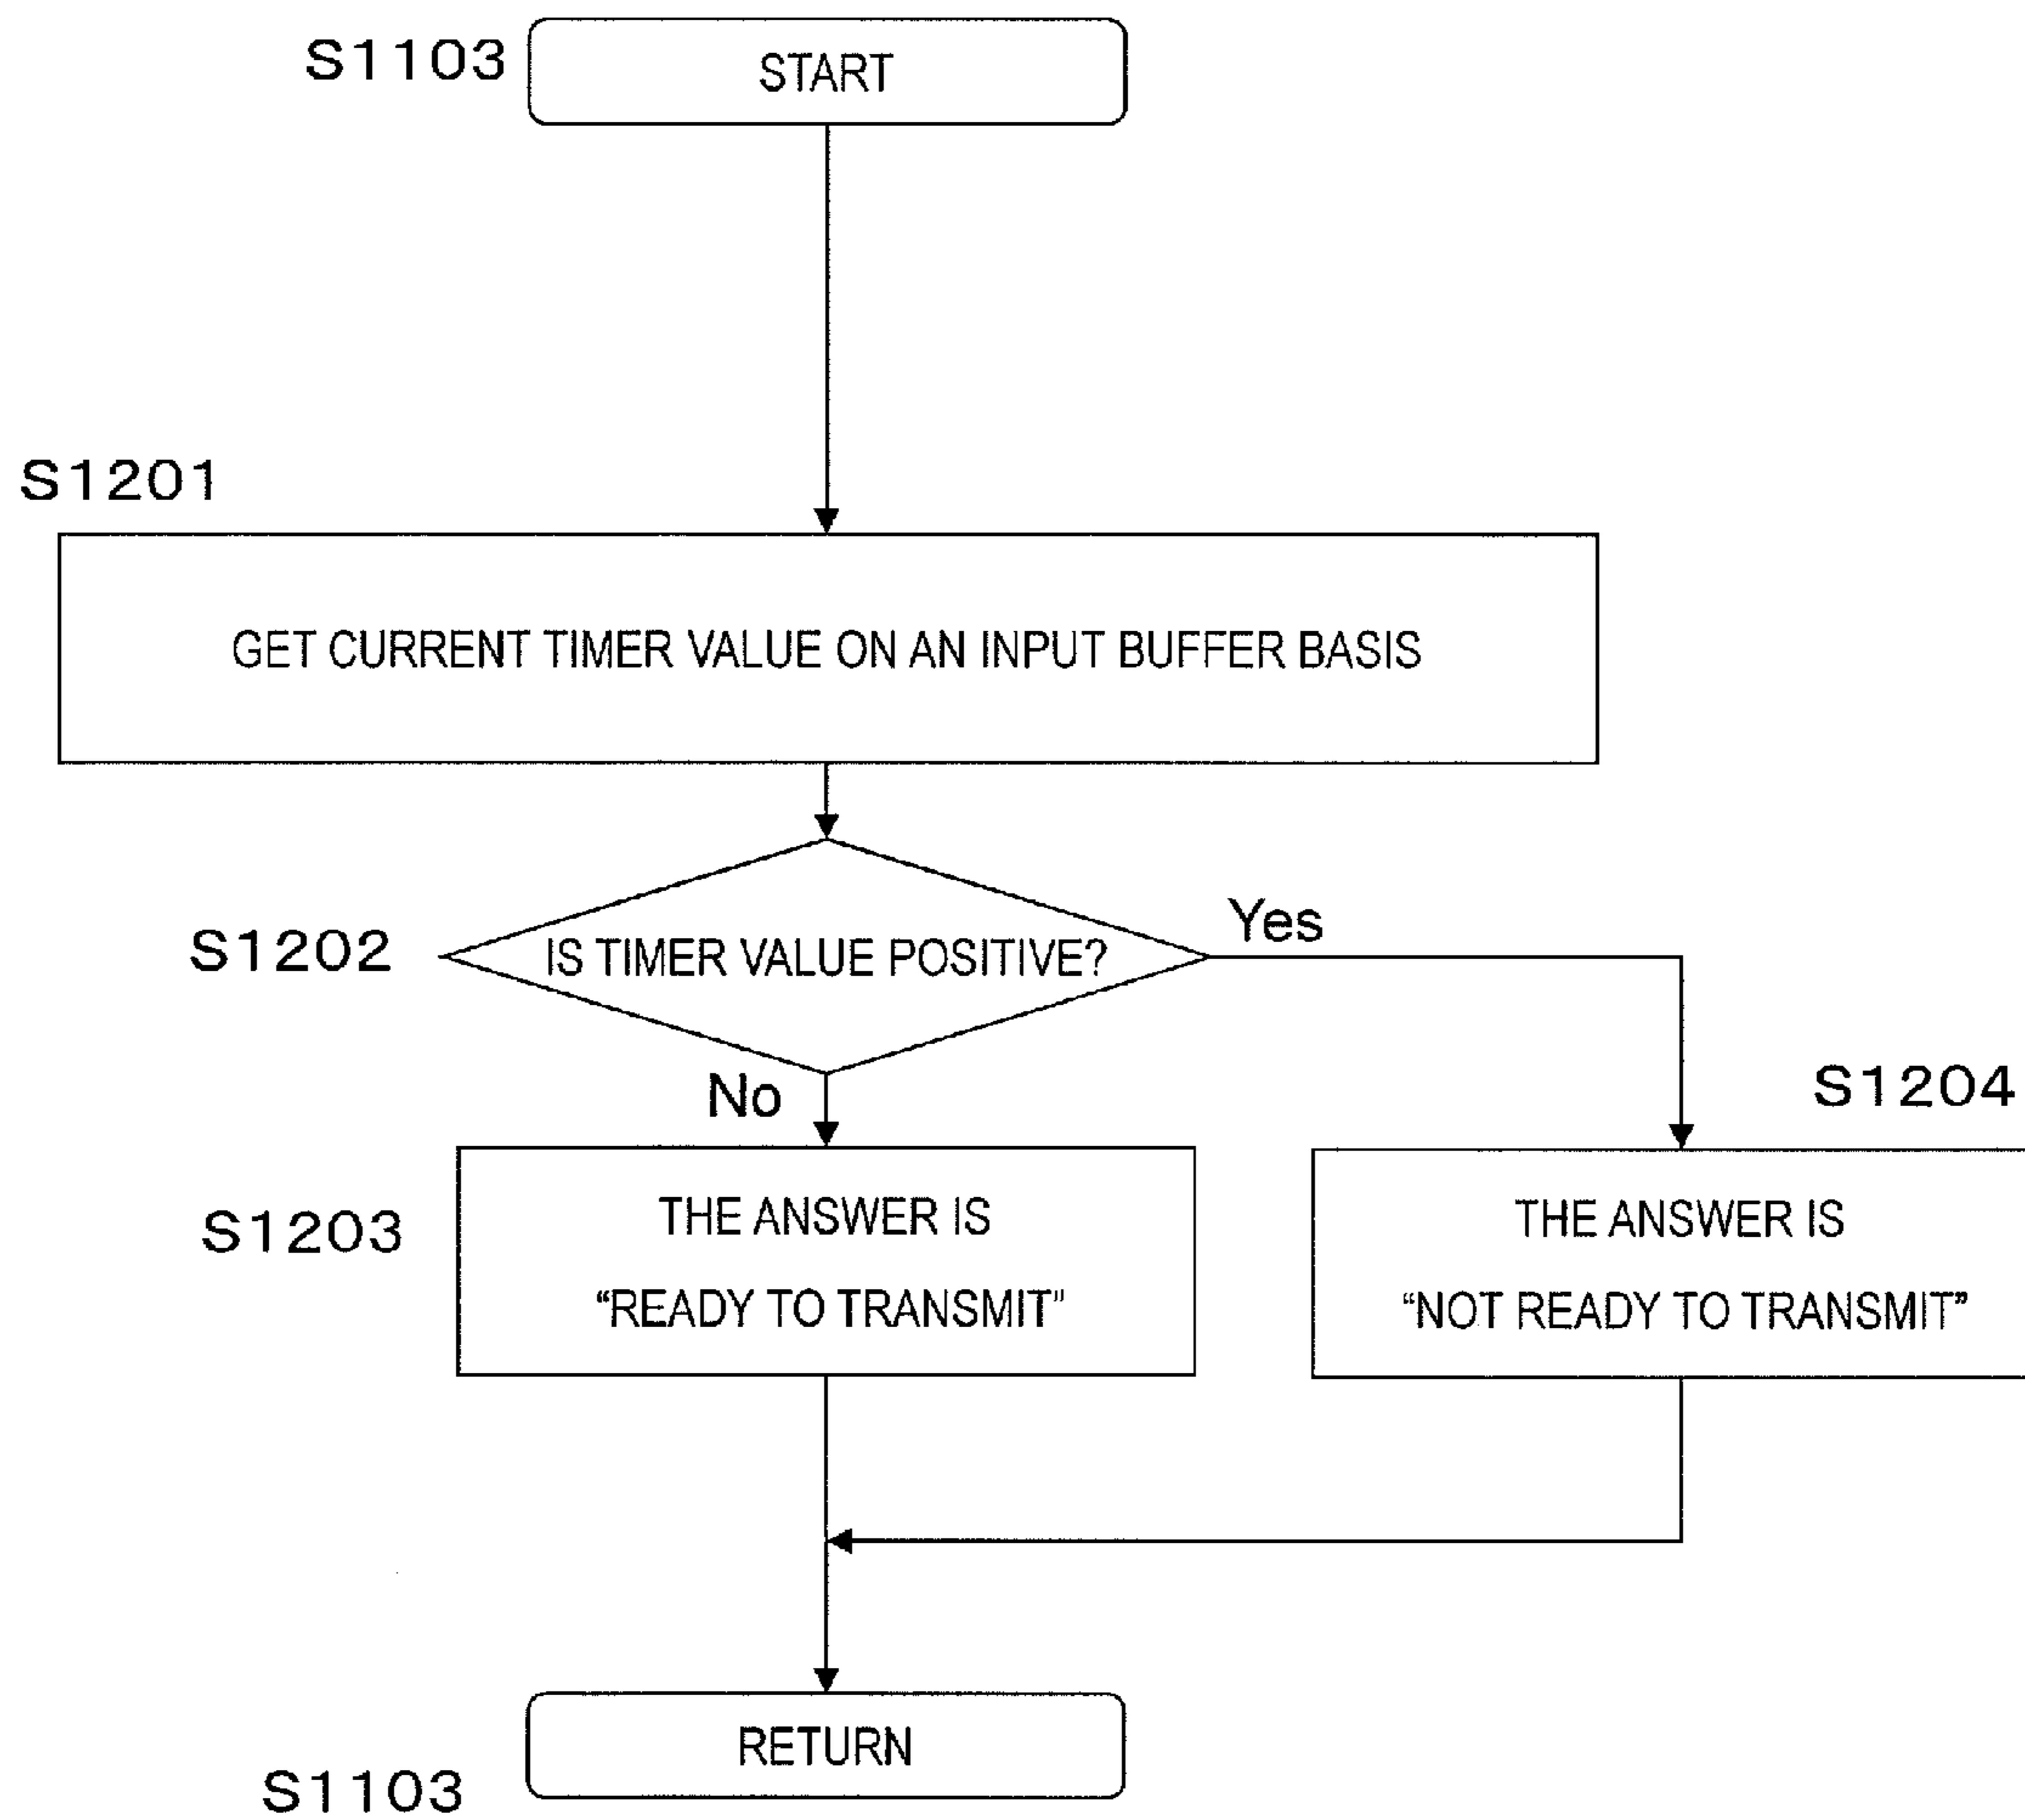 S1103
START
S1201
GET CURRENT TIMER VALUE ON AN INPUT BUFFER BASIS
S1202
IS TIMER VALUE POSITIVE?
Yes
No
S1204
S1203
THE ANSWER IS
“READY TO TRANSMIT”
THE ANSWER IS
“NOT READY TO TRANSMIT”
RETURN
S1103